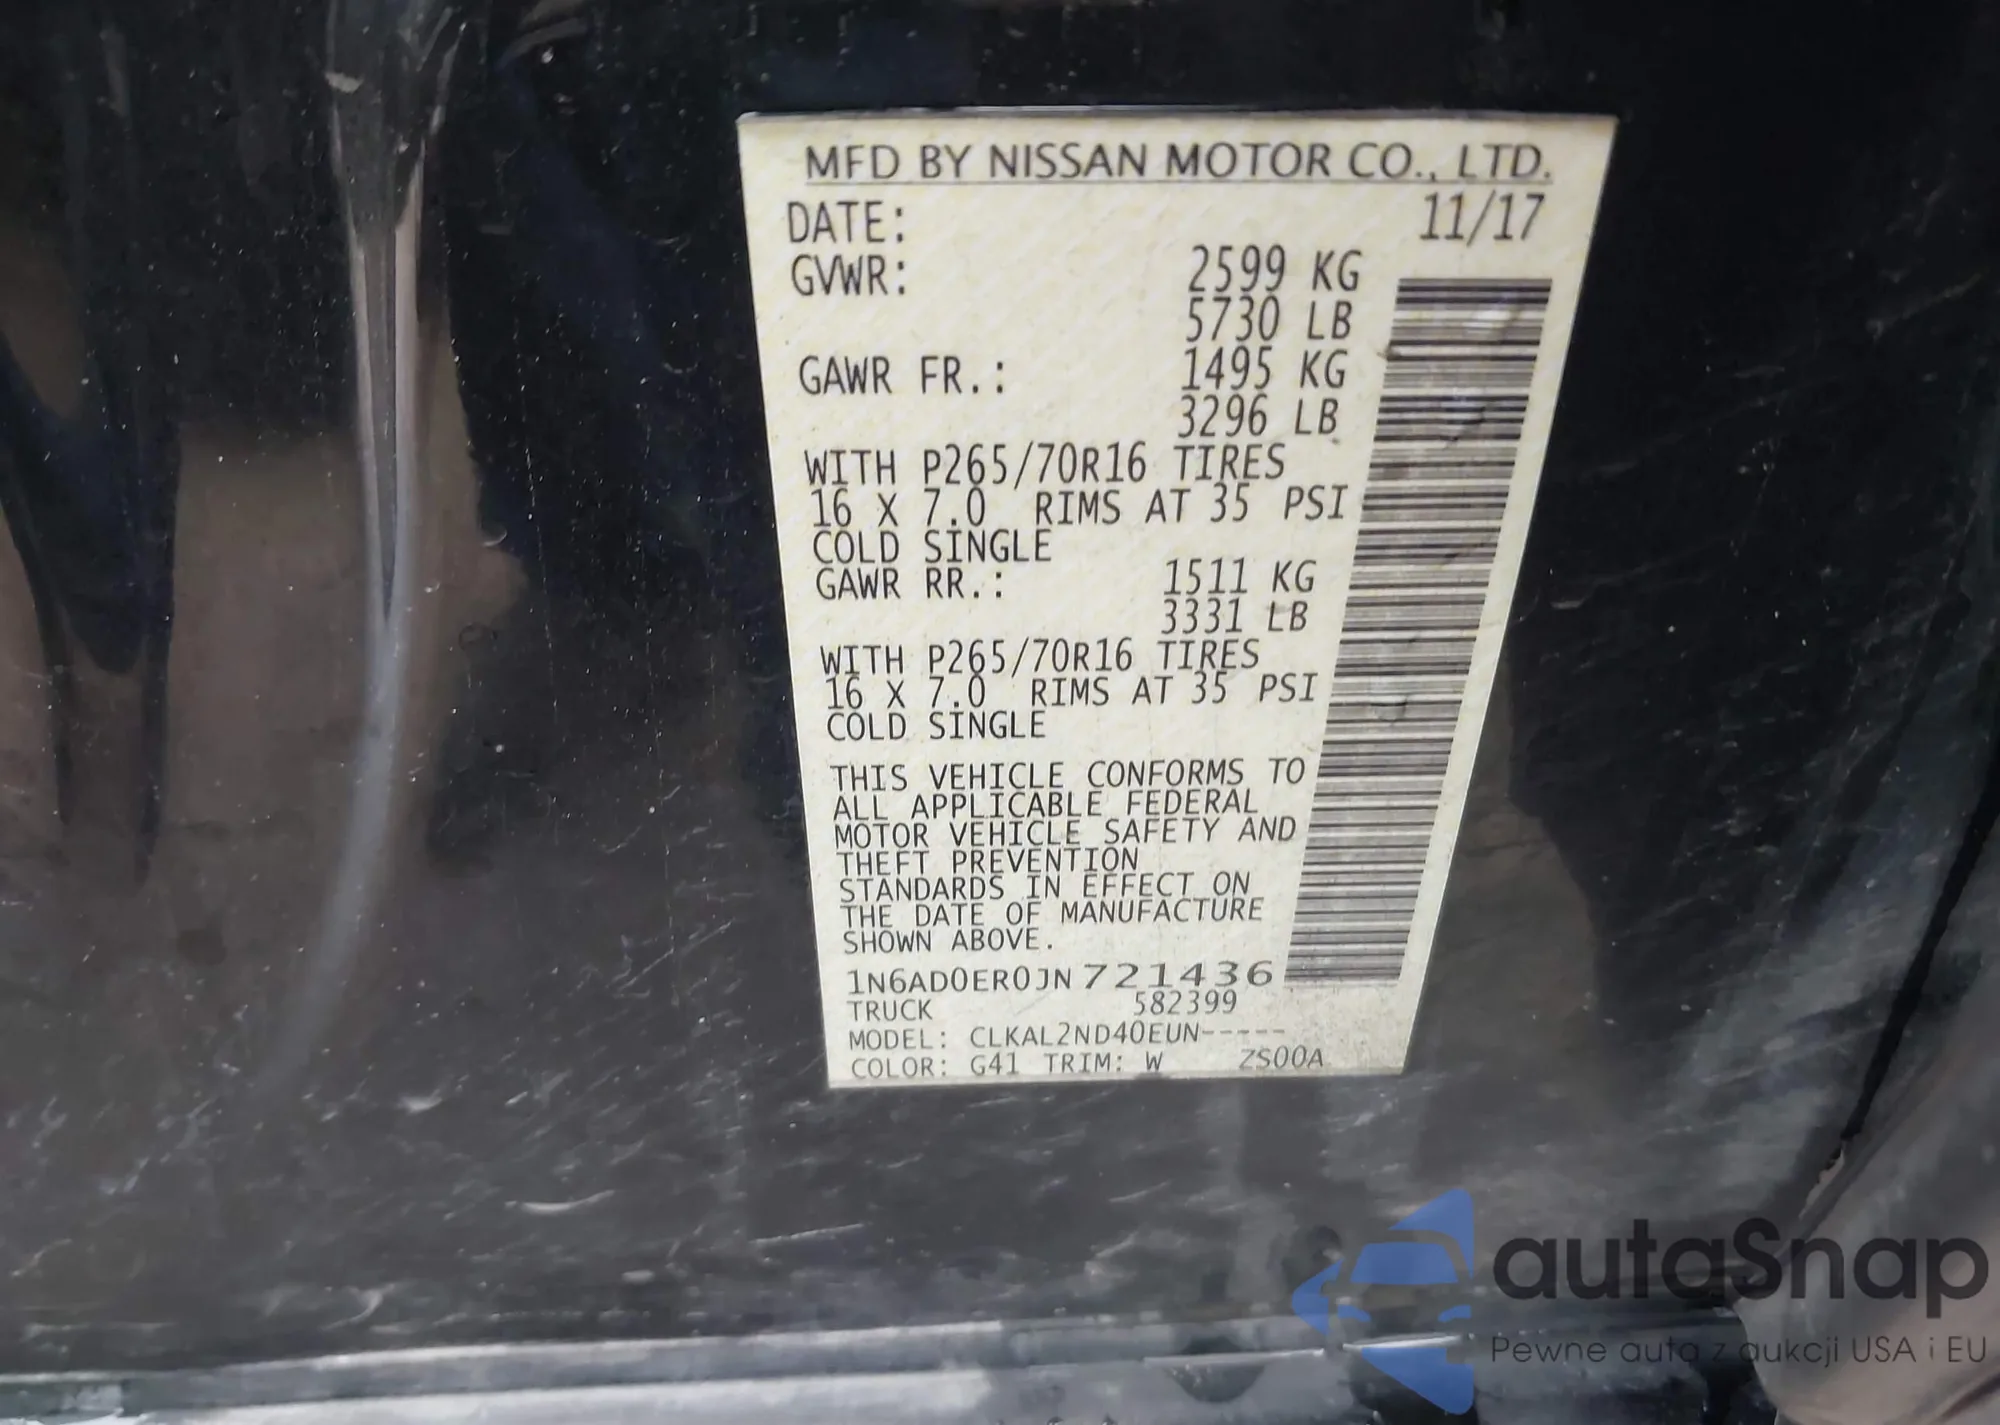 MFD BY NISSAN MOTOR CO., LTD.
DATE: 11/17
GVWR: 2599 KG
5730 LB
GAWR FR.: 1495 KG
3296 LB
WITH P265/70R16 TIRES
16 X 7.0 RIMS AT 35 PSI
COLD SINGLE
GAWR RR.: 1511 KG
3331 LB
WITH P265/70R16 TIRES
16 X 7.0 RIMS AT 35 PSI
COLD SINGLE
THIS VEHICLE CONFORMS TO
ALL APPLICABLE FEDERAL
MOTOR VEHICLE SAFETY AND
THEFT PREVENTION
STANDARDS IN EFFECT ON
THE DATE OF MANUFACTURE
SHOWN ABOVE.
1N6AD0ER0JN721436
TRUCK 582399
MODEL: CLKAL2ND40EUN-----
COLOR: G41 TRIM: W ZS00A
autaSnap
Pewne auta z aukcji USA i EU